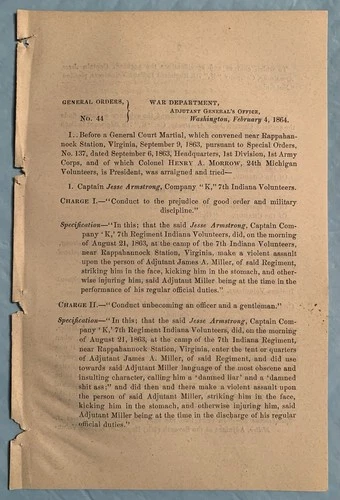 GENERAL ORDERS,
No. 44
WAR DEPARTMENT,
ADJUTANT GENERAL'S OFFICE,
Washington, February 4, 1864.
I.. Before a General Court Martial, which convened near Rappahan-
nock Station, Virginia, September 9, 1863, pursuant to Special Orders,
No. 137, dated September 6, 1863, Headquarters, 1st Division, 1st Army
Corps, and of which Colonel HENRY A. MORROW, 24th Michigan
Volunteers, is President, was arraigned and tried—
1. Captain Jesse Armstrong, Company "K," 7th Indiana Volunteers.
CHARGE I.—"Conduct to the prejudice of good order and military
discipline."
Specification—"In this; that the said Jesse Armstrong, Captain Com-
pany 'K,' 7th Regiment Indiana Volunteers, did, on the morning
of August 21, 1863, at the camp of the 7th Indiana Volunteers,
near Rappahannock Station, Virginia, make a violent assault
upon the person of Adjutant James A. Miller, of said Regiment,
striking him in the face, kicking him in the stomach, and other-
wise injuring him, said Adjutant Miller being at the time in the
performance of his regular official duties."
CHARGE II.—"Conduct unbecoming an officer and a gentleman."
Specification—"In this; that the said Jesse Armstrong, Captain Com-
pany 'K,' 7th Regiment Indiana Volunteers, did, on the morning
of August 21, 1863, at the camp of the 7th Indiana Regiment,
near Rappahannock Station, Virginia, enter the tent or quarters
of Adjutant James A. Miller, of said Regiment, and did use
towards said Adjutant Miller language of the most obscene and
insulting character, calling him a 'damned liar' and a 'damned
shit ass;' and did then and there make a violent assault upon
the person of said Adjutant Miller, striking him in the face,
kicking him in the stomach, and otherwise injuring him, said
Adjutant Miller being at the time in the discharge of his regular
official duties."